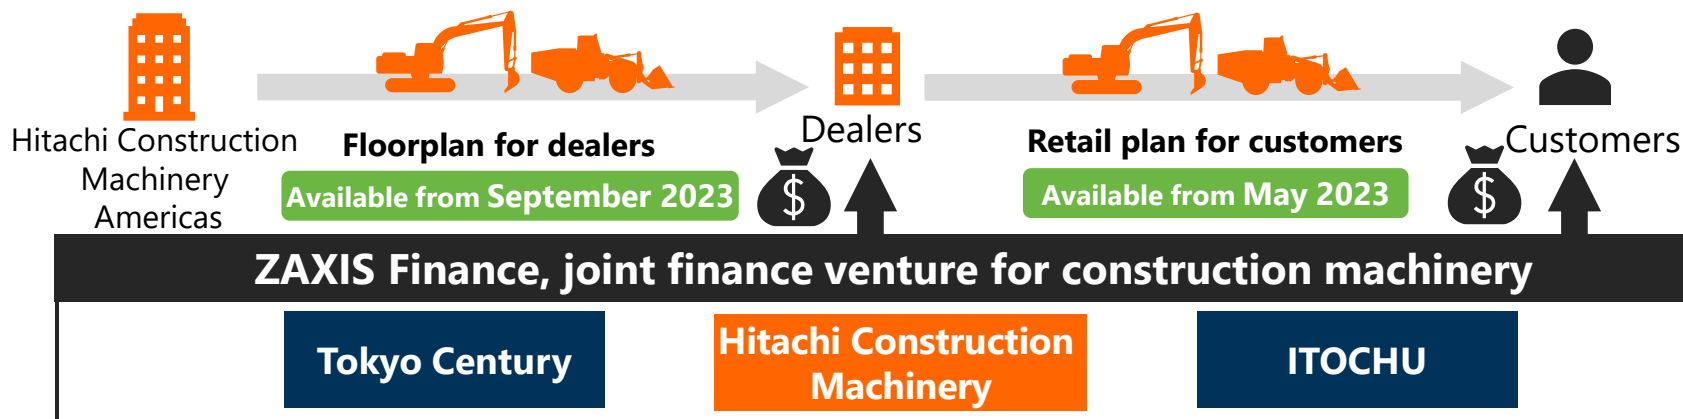 Hitachi Construction
Machinery
Americas
Floorplan for dealers
Available from September 2023
$
Dealers
Retail plan for customers
Available from May 2023
$
Customers
ZAXIS Finance, joint finance venture for construction machinery
Tokyo Century
Hitachi Construction
Machinery
ITOCHU